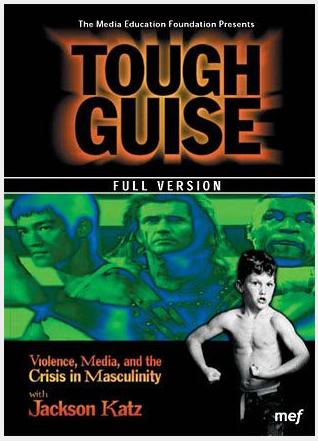 The Media Education Foundation Presents
TOUGH
GUISE
FULL VERSION
Violence, Media, and the
Crisis in Masculinity
with
Jackson Katz
mef